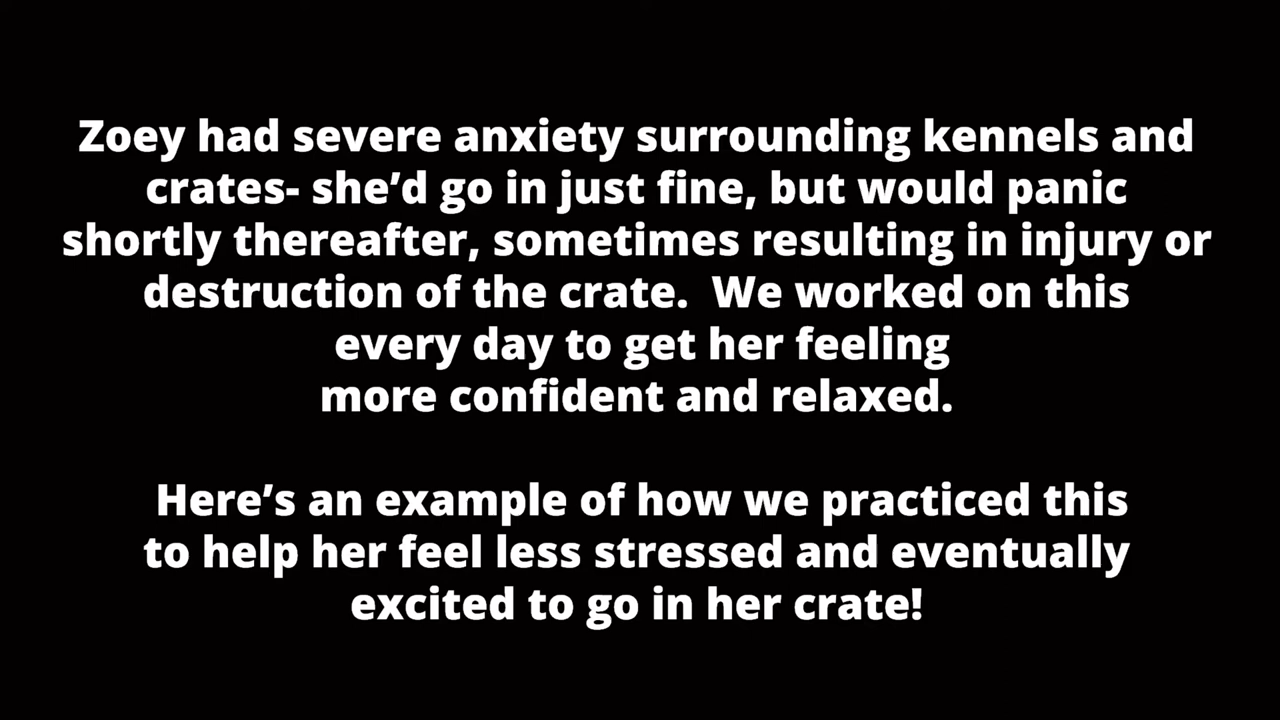 Zoey had severe anxiety surrounding kennels and
crates- she’d go in just fine, but would panic
shortly thereafter, sometimes resulting in injury or
destruction of the crate.  We worked on this
every day to get her feeling
more confident and relaxed.
Here’s an example of how we practiced this
to help her feel less stressed and eventually
excited to go in her crate!